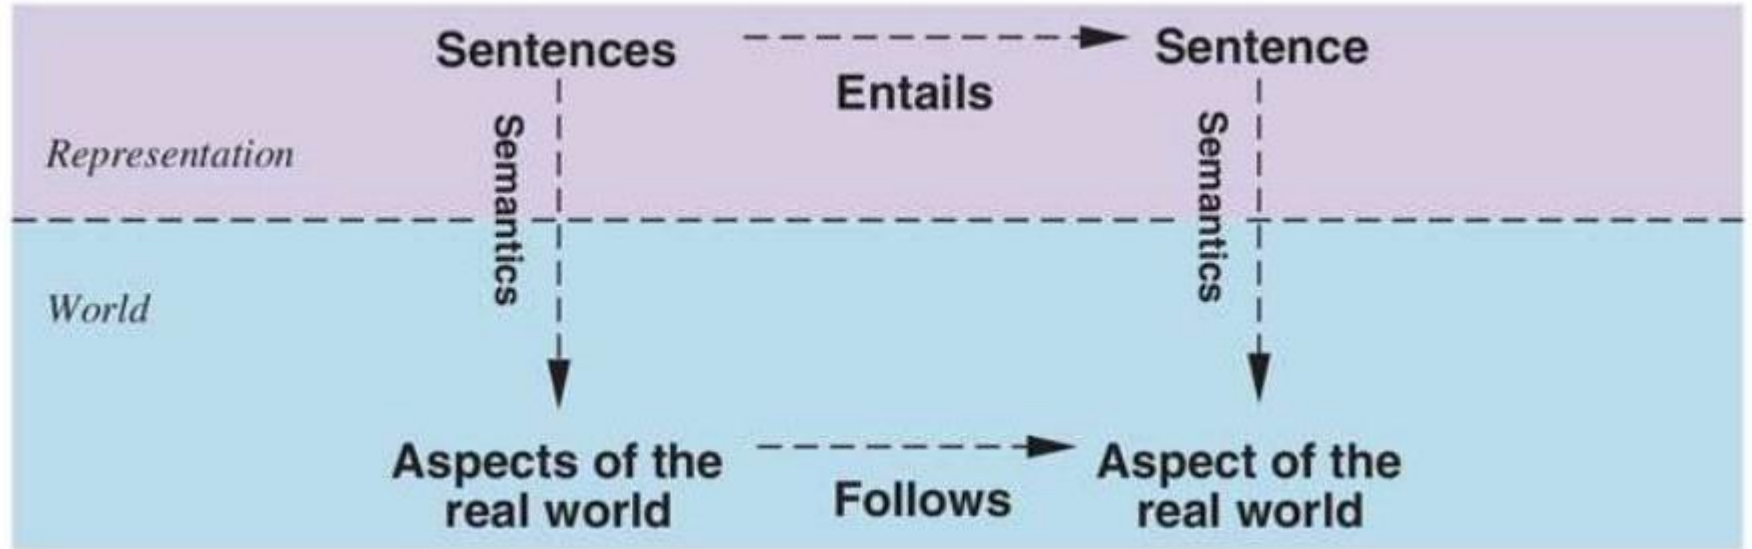 Sentences
Sentence
Entails
Semantics
Semantics
Representation
World
Aspects of the
real world
Follows
Aspect of the
real world